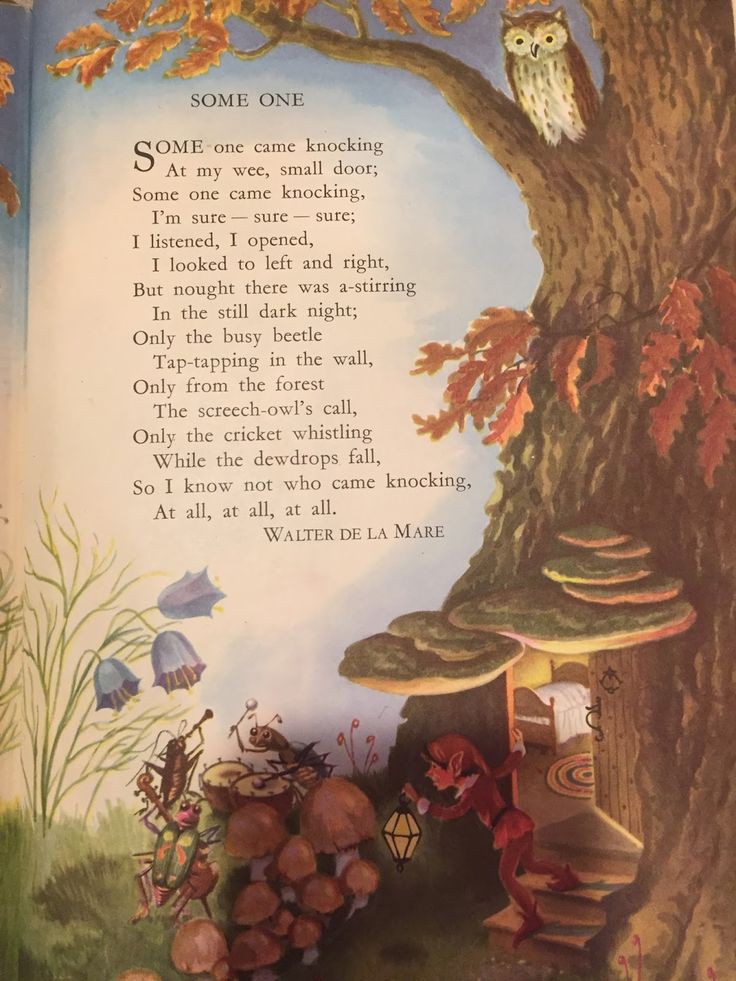 SOME ONE
SOME one came knocking
At my wee, small door;
Some one came knocking,
I'm sure — sure — sure;
I listened, I opened,
I looked to left and right,
But nought there was a-stirring
In the still dark night;
Only the busy beetle
Tap-tapping in the wall,
Only from the forest
The screech-owl's call,
Only the cricket whistling
While the dewdrops fall,
So I know not who came knocking,
At all, at all, at all.
WALTER DE LA MARE